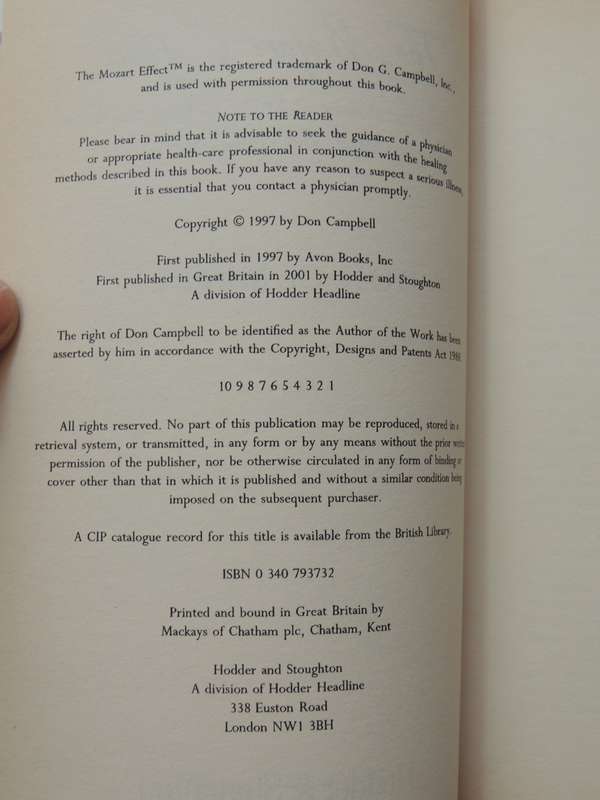 The Mozart Effect™ is the registered trademark of Don G. Campbell, Inc.,
and is used with permission throughout this book.
NOTE TO THE READER
Please bear in mind that it is advisable to seek the guidance of a physician
or appropriate health-care professional in conjunction with the healing
methods described in this book. If you have any reason to suspect a serious illness,
it is essential that you contact a physician promptly.
Copyright © 1997 by Don Campbell
First published in 1997 by Avon Books, Inc
First published in Great Britain in 2001 by Hodder and Stoughton
A division of Hodder Headline
The right of Don Campbell to be identified as the Author of the Work has been
asserted by him in accordance with the Copyright, Designs and Patents Act 1988.
10 9 8 7 6 5 4 3 2 1
All rights reserved. No part of this publication may be reproduced, stored in a
retrieval system, or transmitted, in any form or by any means without the prior
permission of the publisher, nor be otherwise circulated in any form of binding or
cover other than that in which it is published and without a similar condition being
imposed on the subsequent purchaser.
A CIP catalogue record for this title is available from the British Library.
ISBN 0 340 793732
Printed and bound in Great Britain by
Mackays of Chatham plc, Chatham, Kent
Hodder and Stoughton
A division of Hodder Headline
338 Euston Road
London NW1 3BH